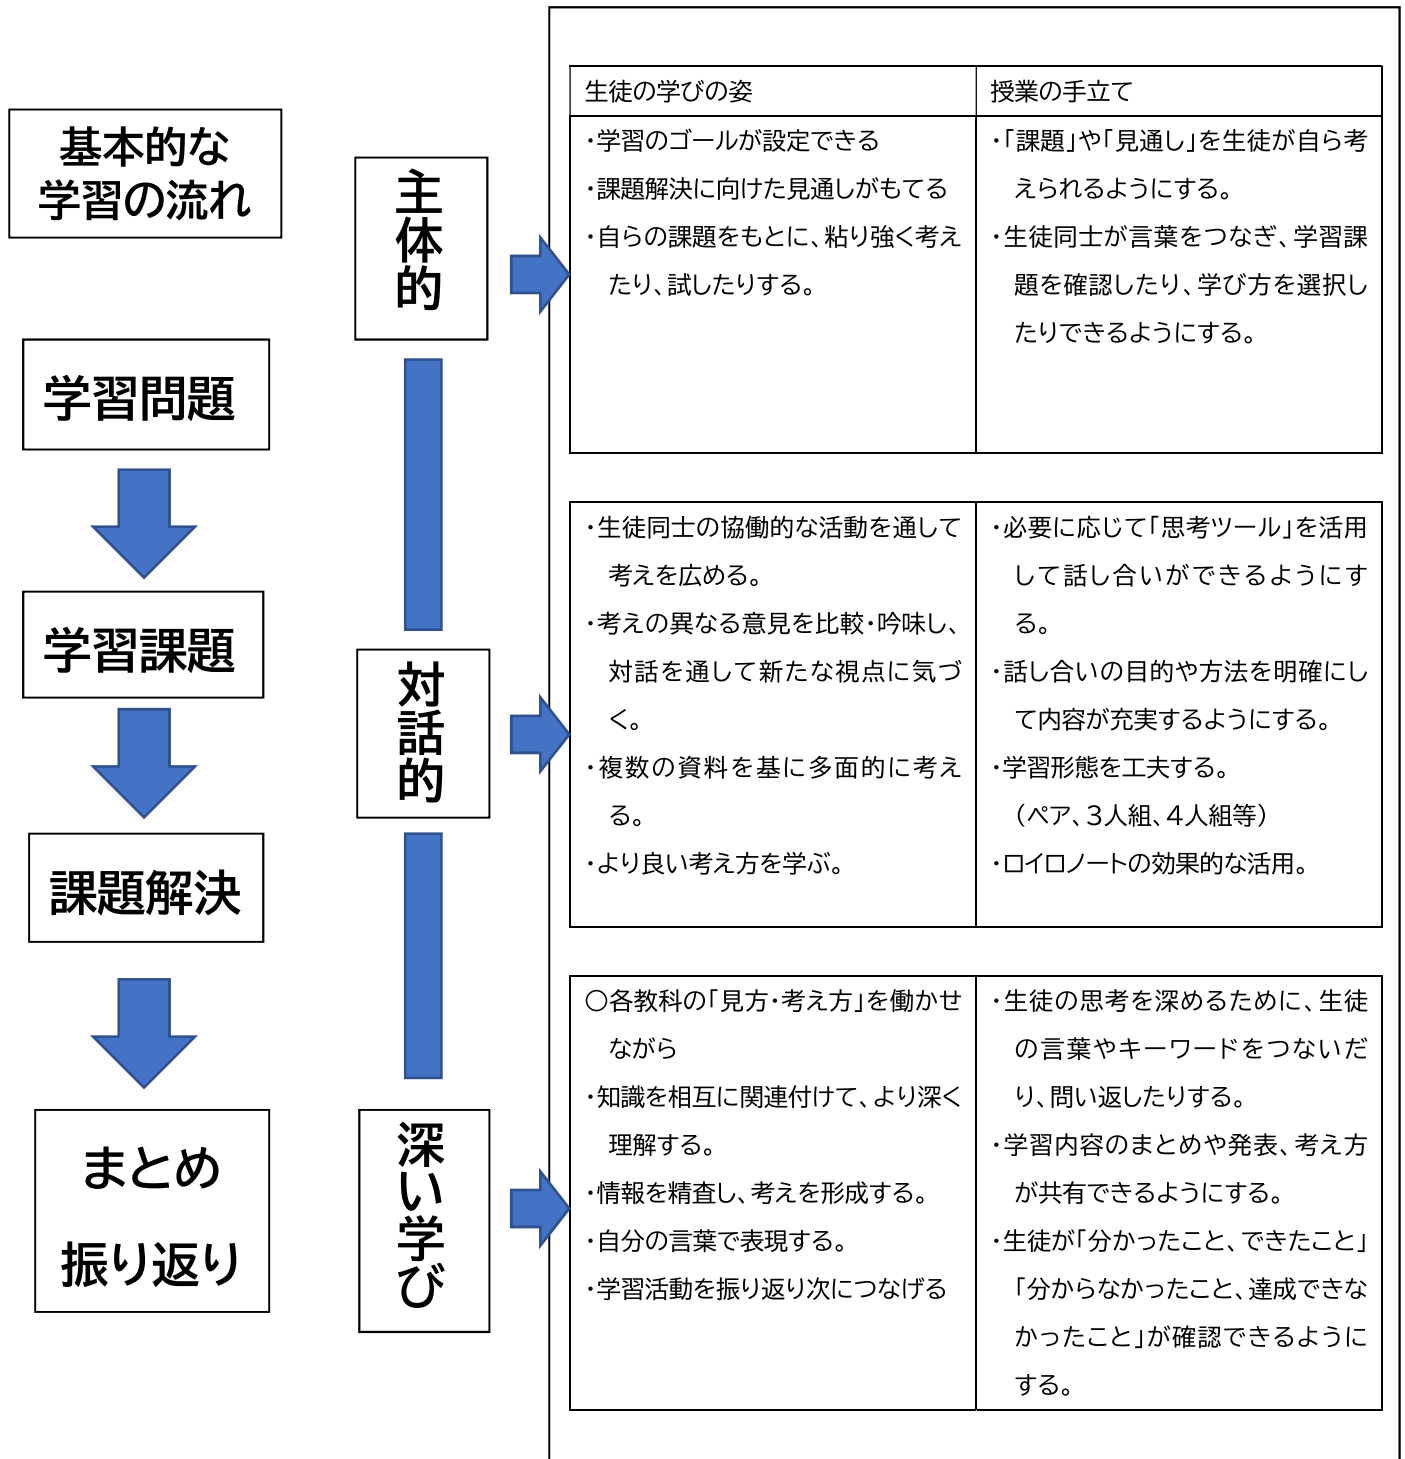 基本的な
学習の流れ
学習問題
学習課題
課題解決
まとめ
振り返り
主体的
対話的
深い学び
生徒の学びの姿
授業の手立て
・学習のゴールが設定できる
・課題解決に向けた見通しがもてる
・自らの課題をもとに、粘り強く考え
たり、試したりする。
・「課題」や「見通し」を生徒が自ら考
えられるようにする。
・生徒同士が言葉をつなぎ、学習課
題を確認したり、学び方を選択し
たりできるようにする。
・生徒同士の協働的な活動を通して
考えを広める。
・考えの異なる意見を比較・吟味し、
対話を通して新たな視点に気づ
く。
・複数の資料を基に多面的に考え
る。
・より良い考え方を学ぶ。
・必要に応じて「思考ツール」を活用
して話し合いができるようにす
る。
・話し合いの目的や方法を明確にし
て内容が充実するようにする。
・学習形態を工夫する。
（ペア、３人組、４人組等）
・ロイロノートの効果的な活用。
〇各教科の「見方・考え方」を働かせ
ながら
・知識を相互に関連付けて、より深く
理解する。
・情報を精査し、考えを形成する。
・自分の言葉で表現する。
・学習活動を振り返り次につなげる
・生徒の思考を深めるために、生徒
の言葉やキーワードをつないだ
り、問い返したりする。
・学習内容のまとめや発表、考え方
が共有できるようにする。
・生徒が「分かったこと、できたこと」
「分からなかったこと、達成できな
かったこと」が確認できるように
する。